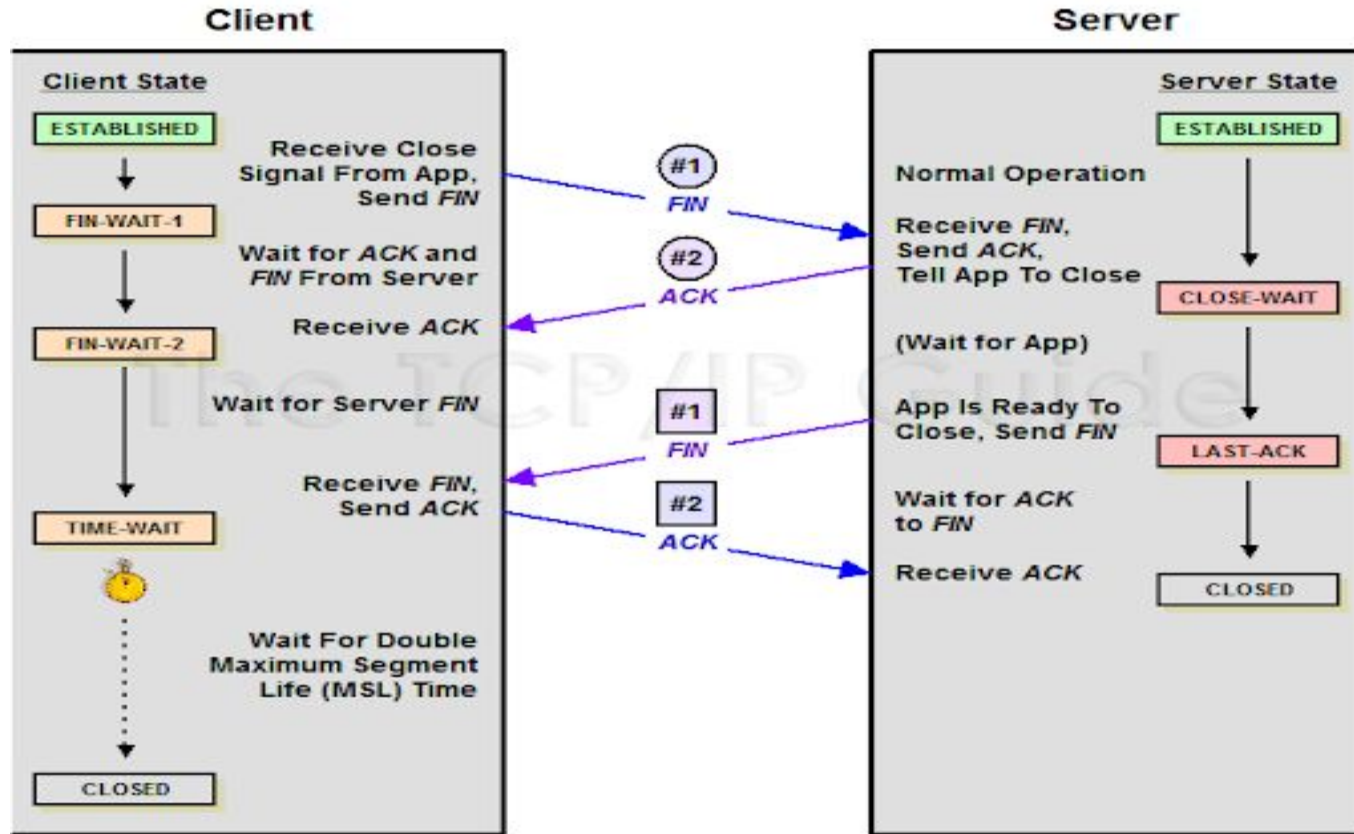 Client
Server
Client State
ESTABLISHED
Receive Close
Signal From App,
Send FIN
FIN-WAIT-1
Wait for ACK and
FIN From Server
Receive ACK
FIN-WAIT-2
Wait for Server FIN
Receive FIN,
Send ACK
TIME-WAIT
Wait For Double
Maximum Segment
Life (MSL) Time
CLOSED
#1
FIN
#2
ACK
#1
FIN
#2
ACK
Server State
ESTABLISHED
Normal Operation
Receive FIN,
Send ACK,
Tell App To Close
CLOSE-WAIT
(Wait for App)
App Is Ready To
Close, Send FIN
LAST-ACK
Wait for ACK
to FIN
Receive ACK
CLOSED
The TCP/IP Guide